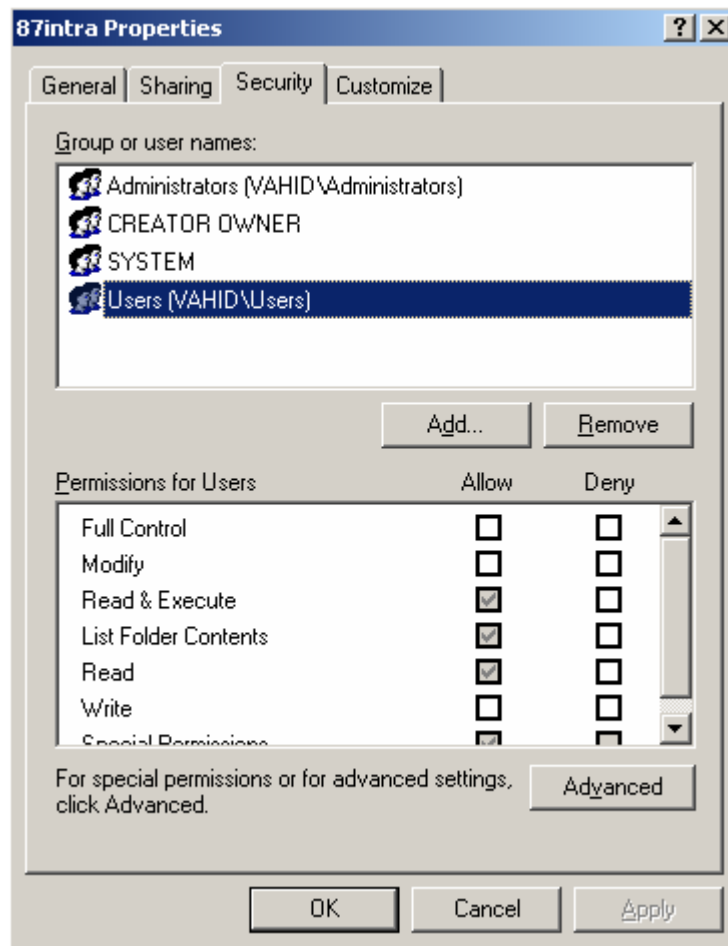 87intra Properties
General Sharing Security Customize
Group or user names:
Administrators (VAHID\Administrators)
CREATOR OWNER
SYSTEM
Users (VAHID\Users)
Add... Remove
Permissions for Users Allow Deny
Full Control
Modify
Read & Execute
List Folder Contents
Read
Write
Special Permissions
For special permissions or for advanced settings,
click Advanced.
Advanced
OK Cancel Apply